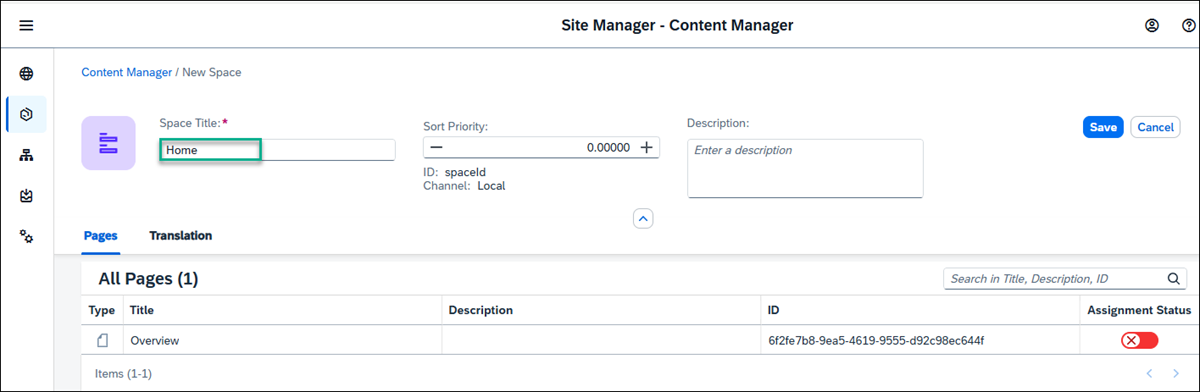 Site Manager - Content Manager
Content Manager / New Space
Space Title:*
Home
Sort Priority:
0.00000
ID: spaceId
Channel: Local
Description:
Enter a description
Save
Cancel
Pages
Translation
All Pages (1)
Search in Title, Description, ID
Type Title Description ID Assignment Status
Overview 6f2fe7b8-9ea5-4619-9555-d92c98ec644f
Items (1-1)